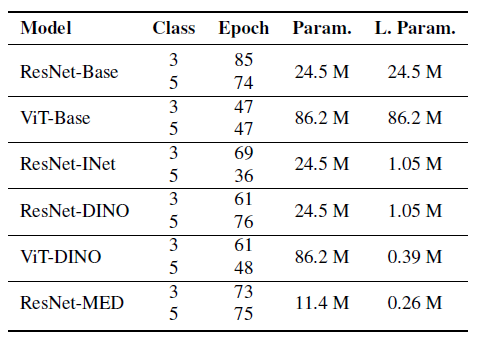 Model Class Epoch Param. L. Param.
ResNet-Base 3 85 24.5 M 24.5 M
5 74
ViT-Base 3 47 86.2 M 86.2 M
5 47
ResNet-INet 3 69 24.5 M 1.05 M
5 36
ResNet-DINO 3 61 24.5 M 1.05 M
5 76
ViT-DINO 3 61 86.2 M 0.39 M
5 48
ResNet-MED 3 73 11.4 M 0.26 M
5 75